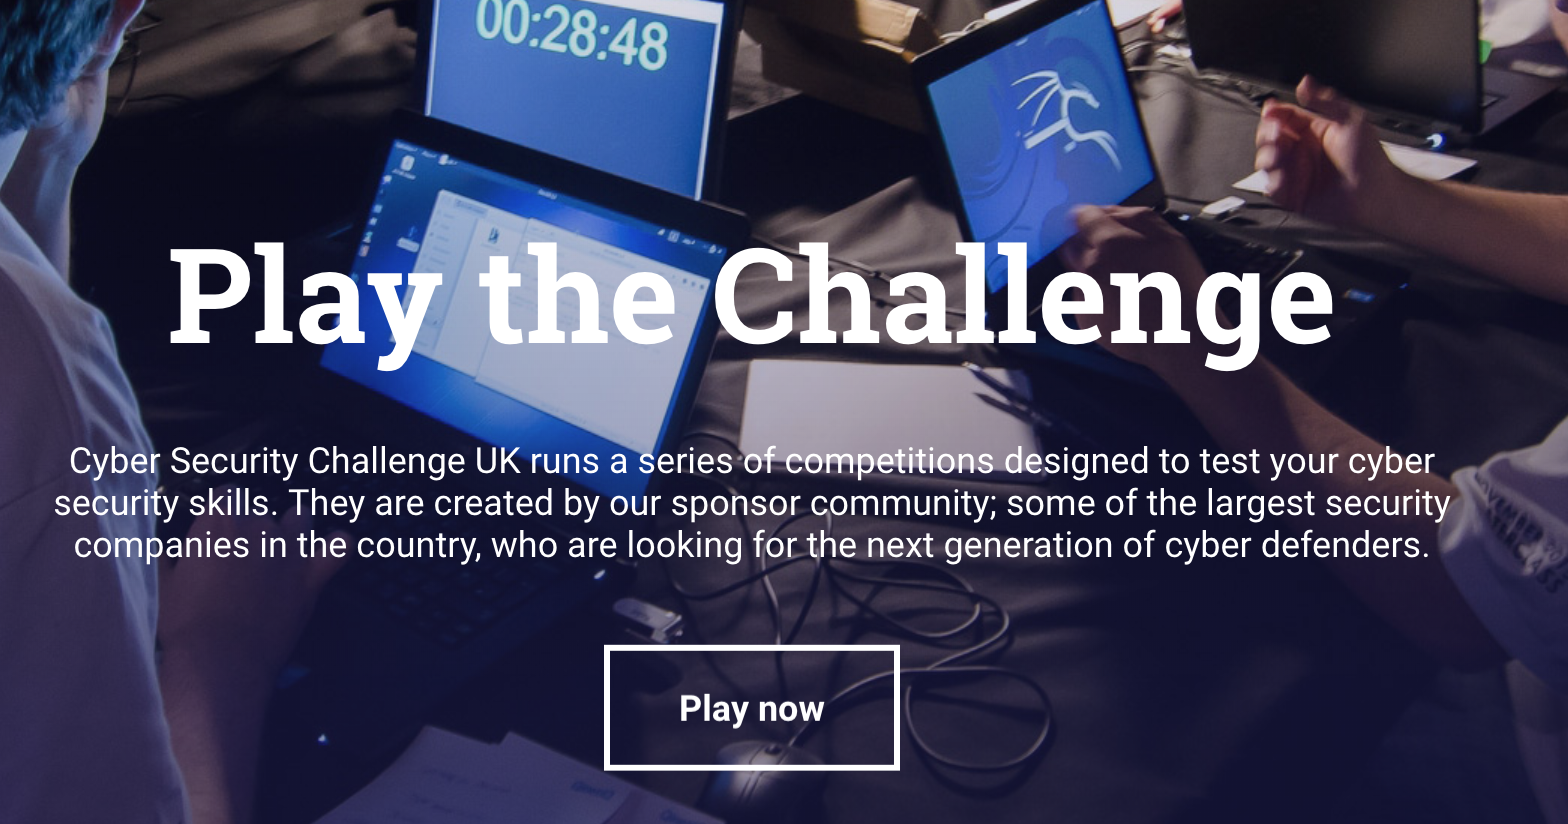 00:28:48
Play the Challenge
Cyber Security Challenge UK runs a series of competitions designed to test your cyber
security skills. They are created by our sponsor community; some of the largest security
companies in the country, who are looking for the next generation of cyber defenders.
Play now